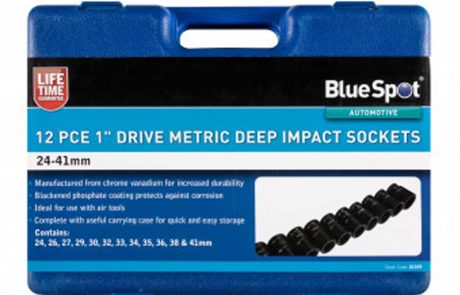 LIFE
TIME
GUARANTEE
BlueSpot®
AUTOMOTIVE
12 PCE 1" DRIVE METRIC DEEP IMPACT SOCKETS
24-41mm
· Manufactured from chrome vanadium for increased durability
· Blackened phosphate coating protects against corrosion
· Ideal for use with air tools
· Complete with useful carrying case for quick and easy storage
Contains:
24, 26, 27, 29, 30, 32, 33, 34, 35, 36, 38 & 41mm